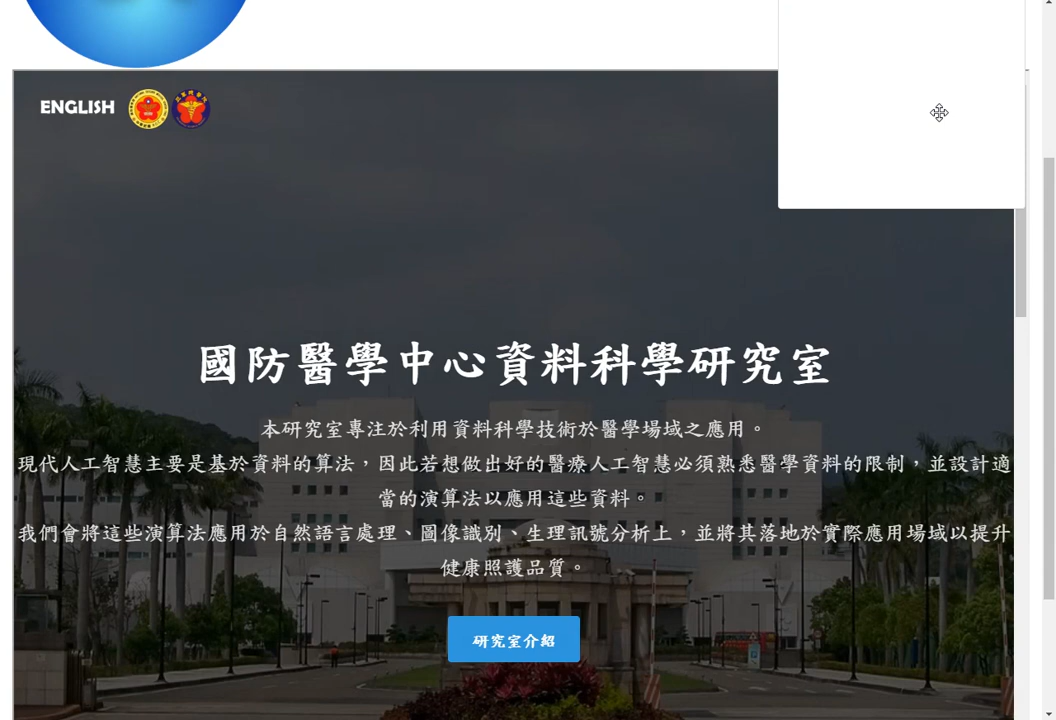 ENGLISH
國防醫學中心資料科學研究室
本研究室專注於利用資料科學技術於醫學場域之應用。
現代人工智慧主要是基於資料的算法，因此若想做出好的醫療人工智慧必須熟悉醫學資料的限制，並設計適
當的演算法以應用這些資料。
我們會將這些演算法應用於自然語言處理、圖像識別、生理訊號分析上，並將其落地於實際應用場域以提升
健康照護品質。
研究室介紹